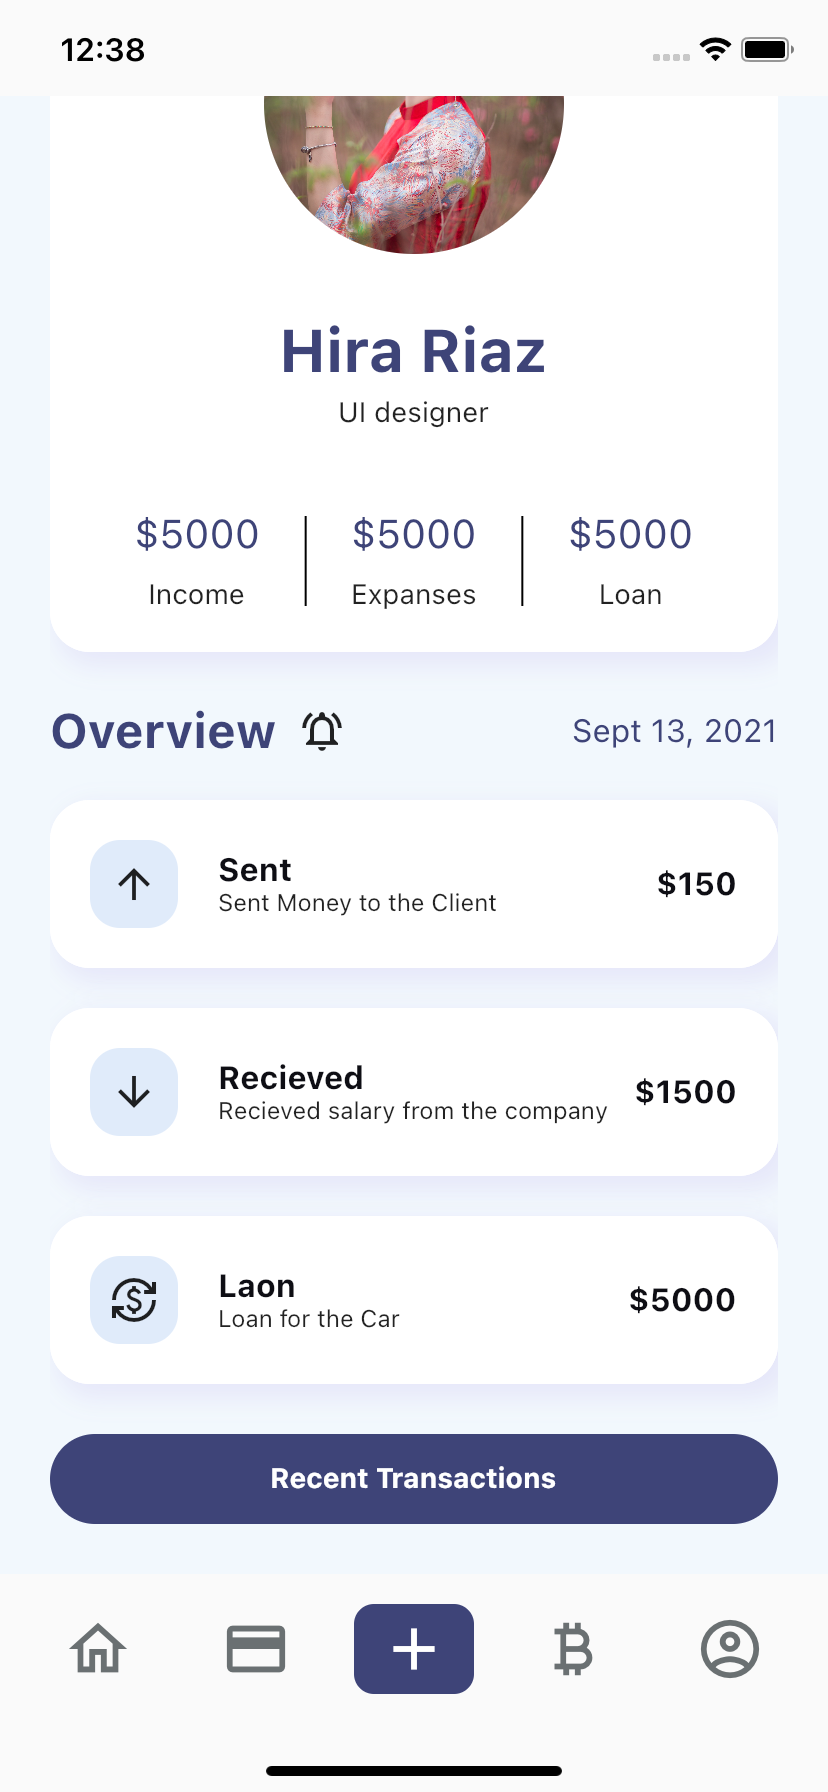 12:38
Hira Riaz
UI designer
$5000 $5000 $5000
Income Expanses Loan
Overview Sept 13, 2021
Sent
Sent Money to the Client
$150
Recieved
Recieved salary from the company
$1500
Laon
Loan for the Car
$5000
Recent Transactions